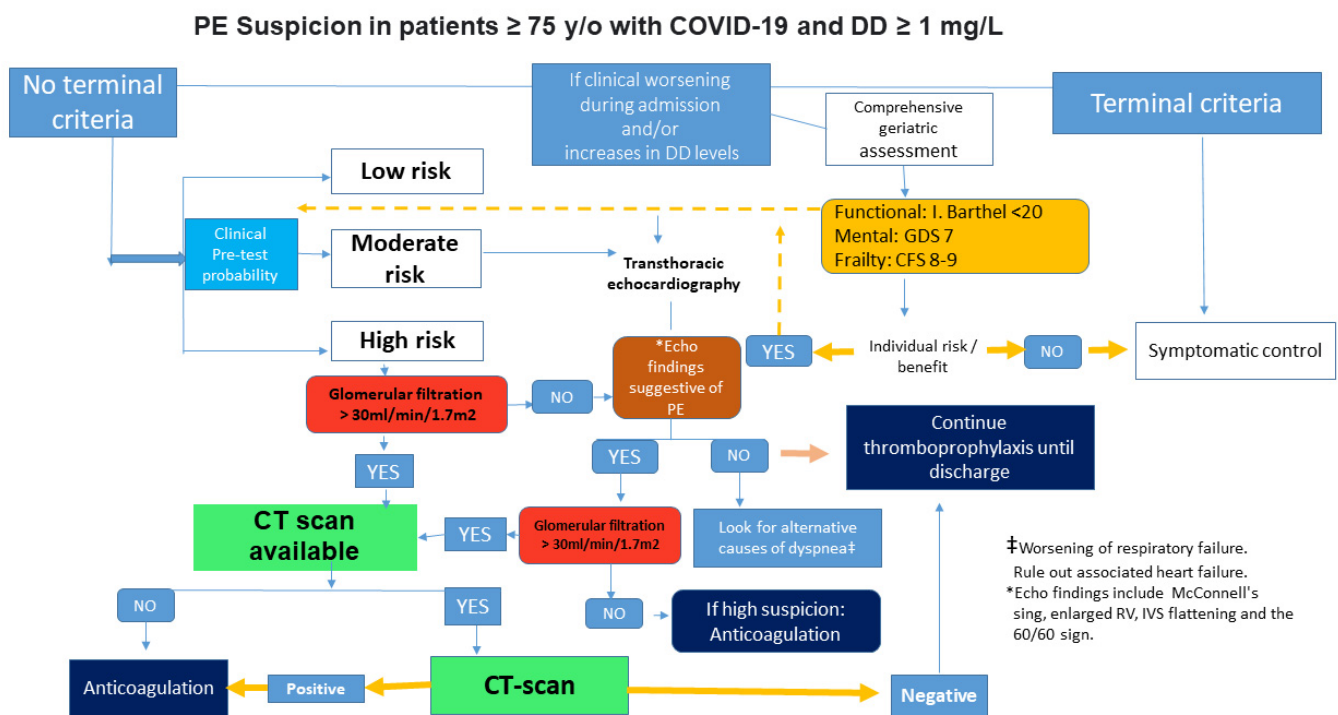 PE Suspicion in patients ≥ 75 y/o with COVID-19 and DD ≥ 1 mg/L
No terminal
criteria
If clinical worsening
during admission
and/or
increases in DD levels
Comprehensive
geriatric
assessment
Terminal criteria
Low risk
Clinical
Pre-test
probability
Moderate
risk
Transthoracic
echocardiography
Functional: I. Barthel <20
Mental: GDS 7
Frailty: CFS 8-9
High risk
*Echo
findings
suggestive of
PE
YES
Individual risk /
benefit
NO
Symptomatic control
Glomerular filtration
> 30ml/min/1.7m2
NO
YES
YES
NO
Continue
thromboprophylaxis until
discharge
CT scan
available
YES
Glomerular filtration
> 30ml/min/1.7m2
Look for alternative
causes of dyspnea‡
‡Worsening of respiratory failure.
Rule out associated heart failure.
*Echo findings include McConnell's
sing, enlarged RV, IVS flattening and the
60/60 sign.
NO
YES
NO
If high suspicion:
Anticoagulation
Anticoagulation
Positive
CT-scan
Negative